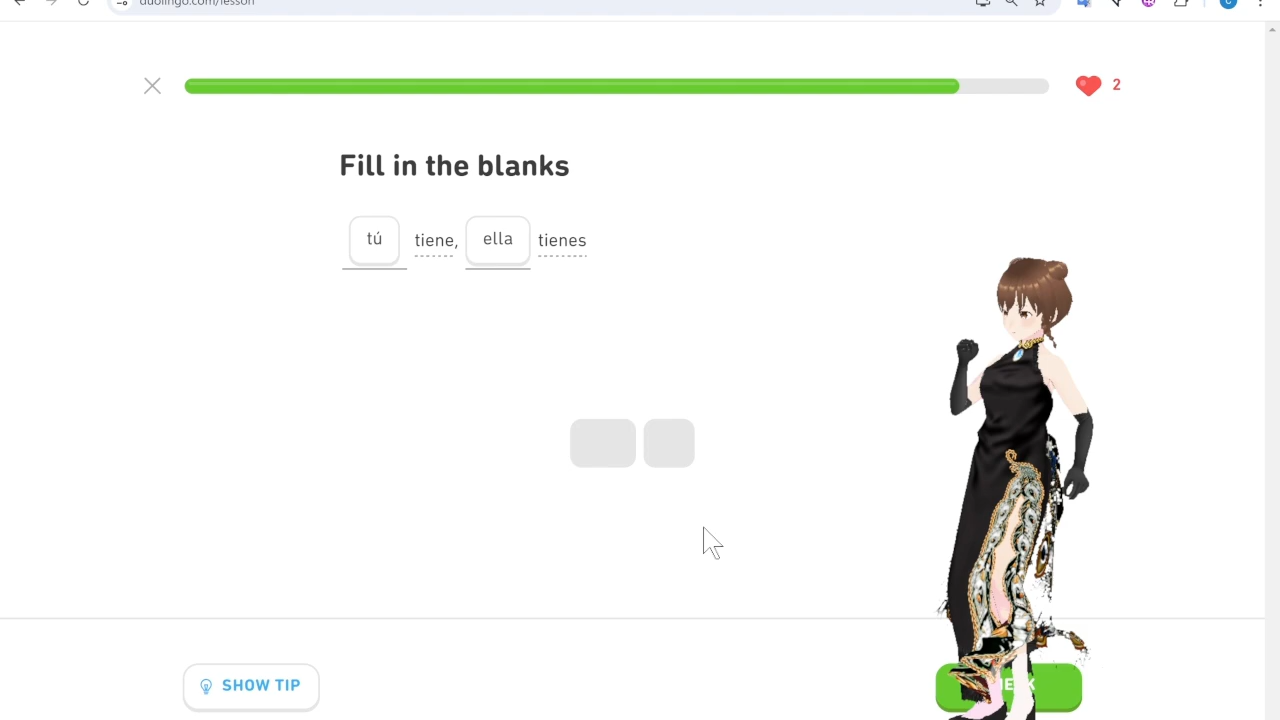 duolingo.com/lesson
2
Fill in the blanks
tú tiene, ella tienes
SHOW TIP